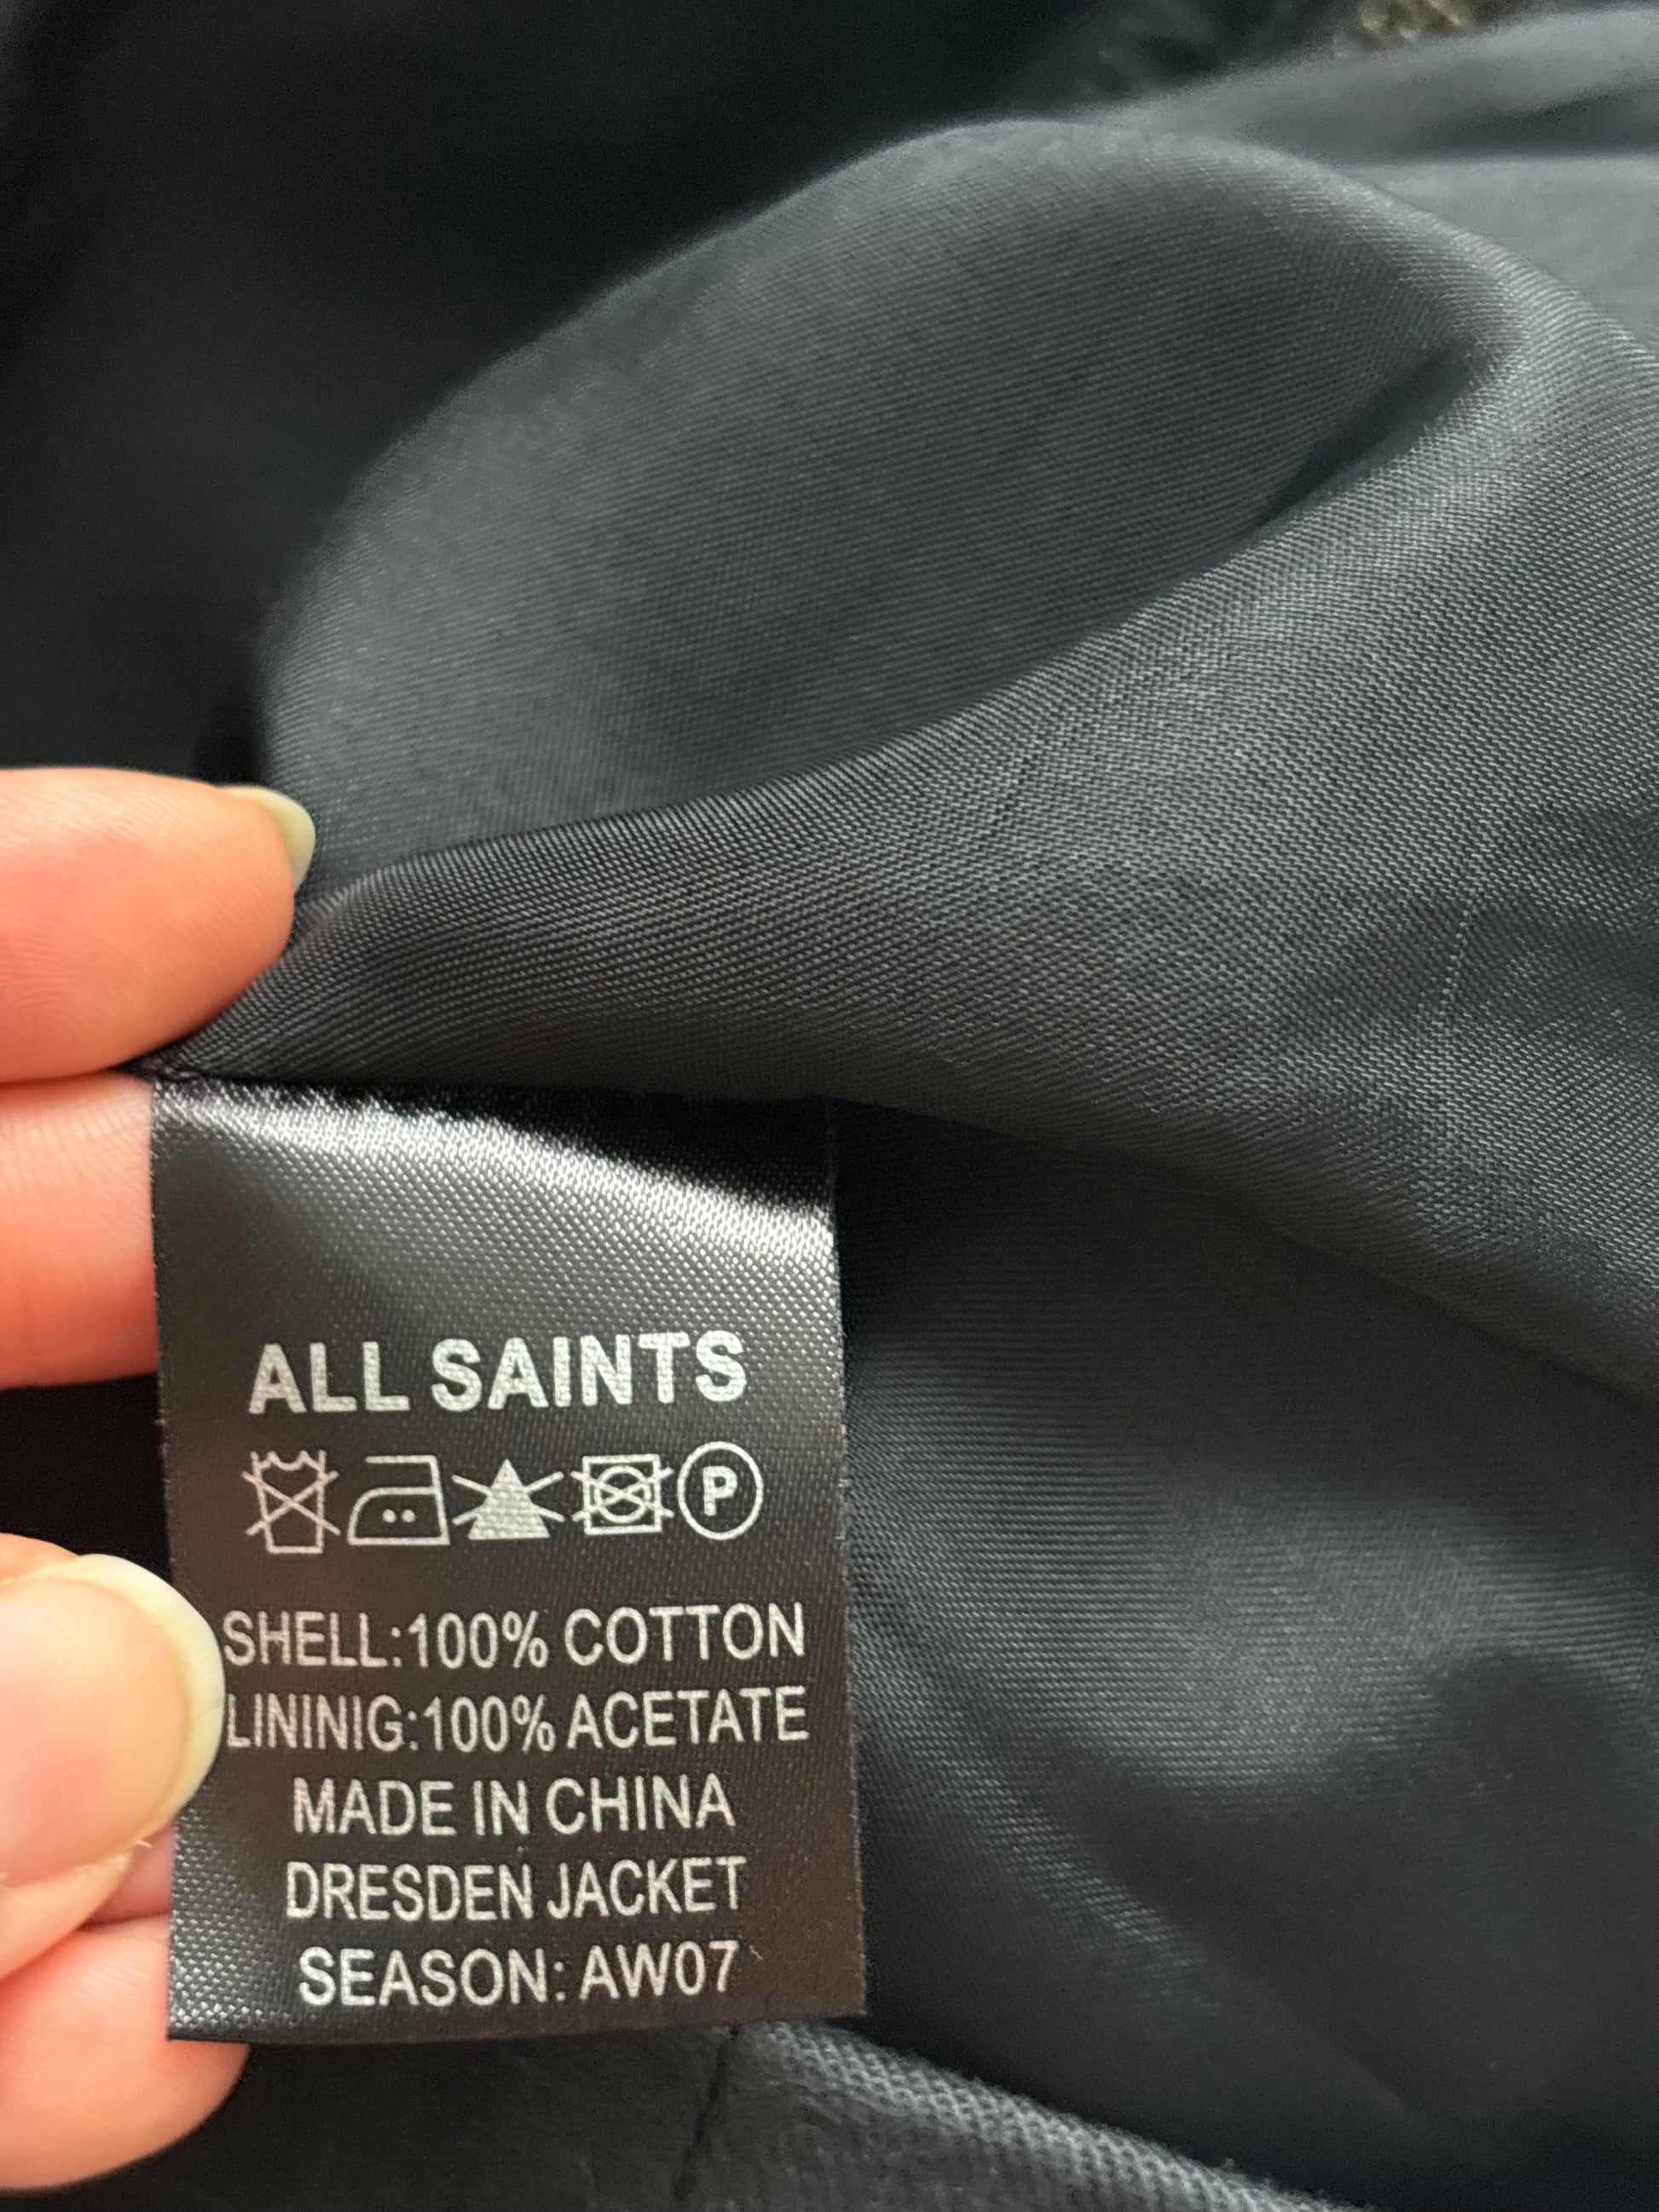 ALL SAINTS
P
SHELL:100% COTTON
LININIG:100% ACETATE
MADE IN CHINA
DRESDEN JACKET
SEASON: AW07